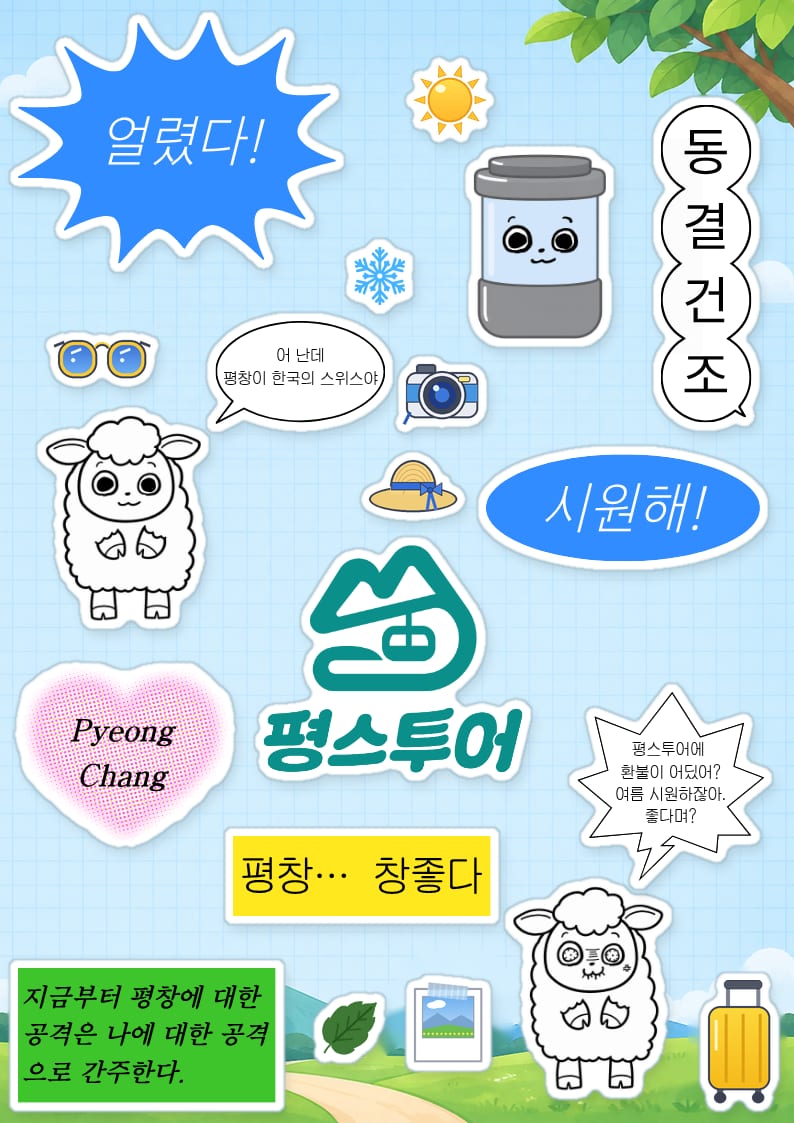 얼렸다!
동
결
건
조
어 난데
평창이 한국의 스위스야
시원해!
평스투어
Pyeong
Chang
평스투어에
환불이 어딨어?
여름 시원하잖아.
좋다며?
평창… 창좋다
지금부터 평창에 대한
공격은 나에 대한 공격
으로 간주한다.